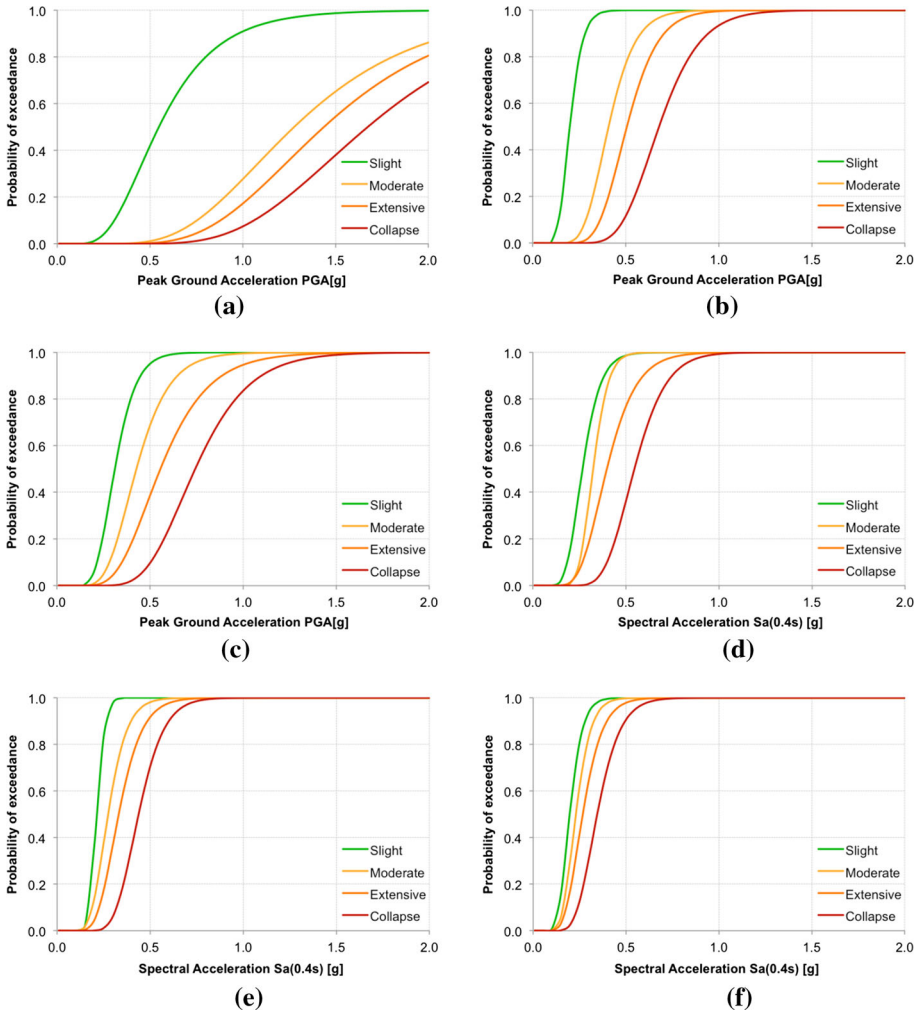 1.0
0.8
0.6
0.4
0.2
0.0
Probability of exceedance
Slight
Moderate
Extensive
Collapse
0.0 0.5 1.0 1.5 2.0
Peak Ground Acceleration PGA[g]
(a)
1.0
0.8
0.6
0.4
0.2
0.0
Probability of exceedance
Slight
Moderate
Extensive
Collapse
0.0 0.5 1.0 1.5 2.0
Peak Ground Acceleration PGA[g]
(b)
1.0
0.8
0.6
0.4
0.2
0.0
Probability of exceedance
Slight
Moderate
Extensive
Collapse
0.0 0.5 1.0 1.5 2.0
Peak Ground Acceleration PGA[g]
(c)
1.0
0.8
0.6
0.4
0.2
0.0
Probability of exceedance
Slight
Moderate
Extensive
Collapse
0.0 0.5 1.0 1.5 2.0
Spectral Acceleration Sa(0.4s) [g]
(d)
1.0
0.8
0.6
0.4
0.2
0.0
Probability of exceedance
Slight
Moderate
Extensive
Collapse
0.0 0.5 1.0 1.5 2.0
Spectral Acceleration Sa(0.4s) [g]
(e)
1.0
0.8
0.6
0.4
0.2
0.0
Probability of exceedance
Slight
Moderate
Extensive
Collapse
0.0 0.5 1.0 1.5 2.0
Spectral Acceleration Sa(0.4s) [g]
(f)